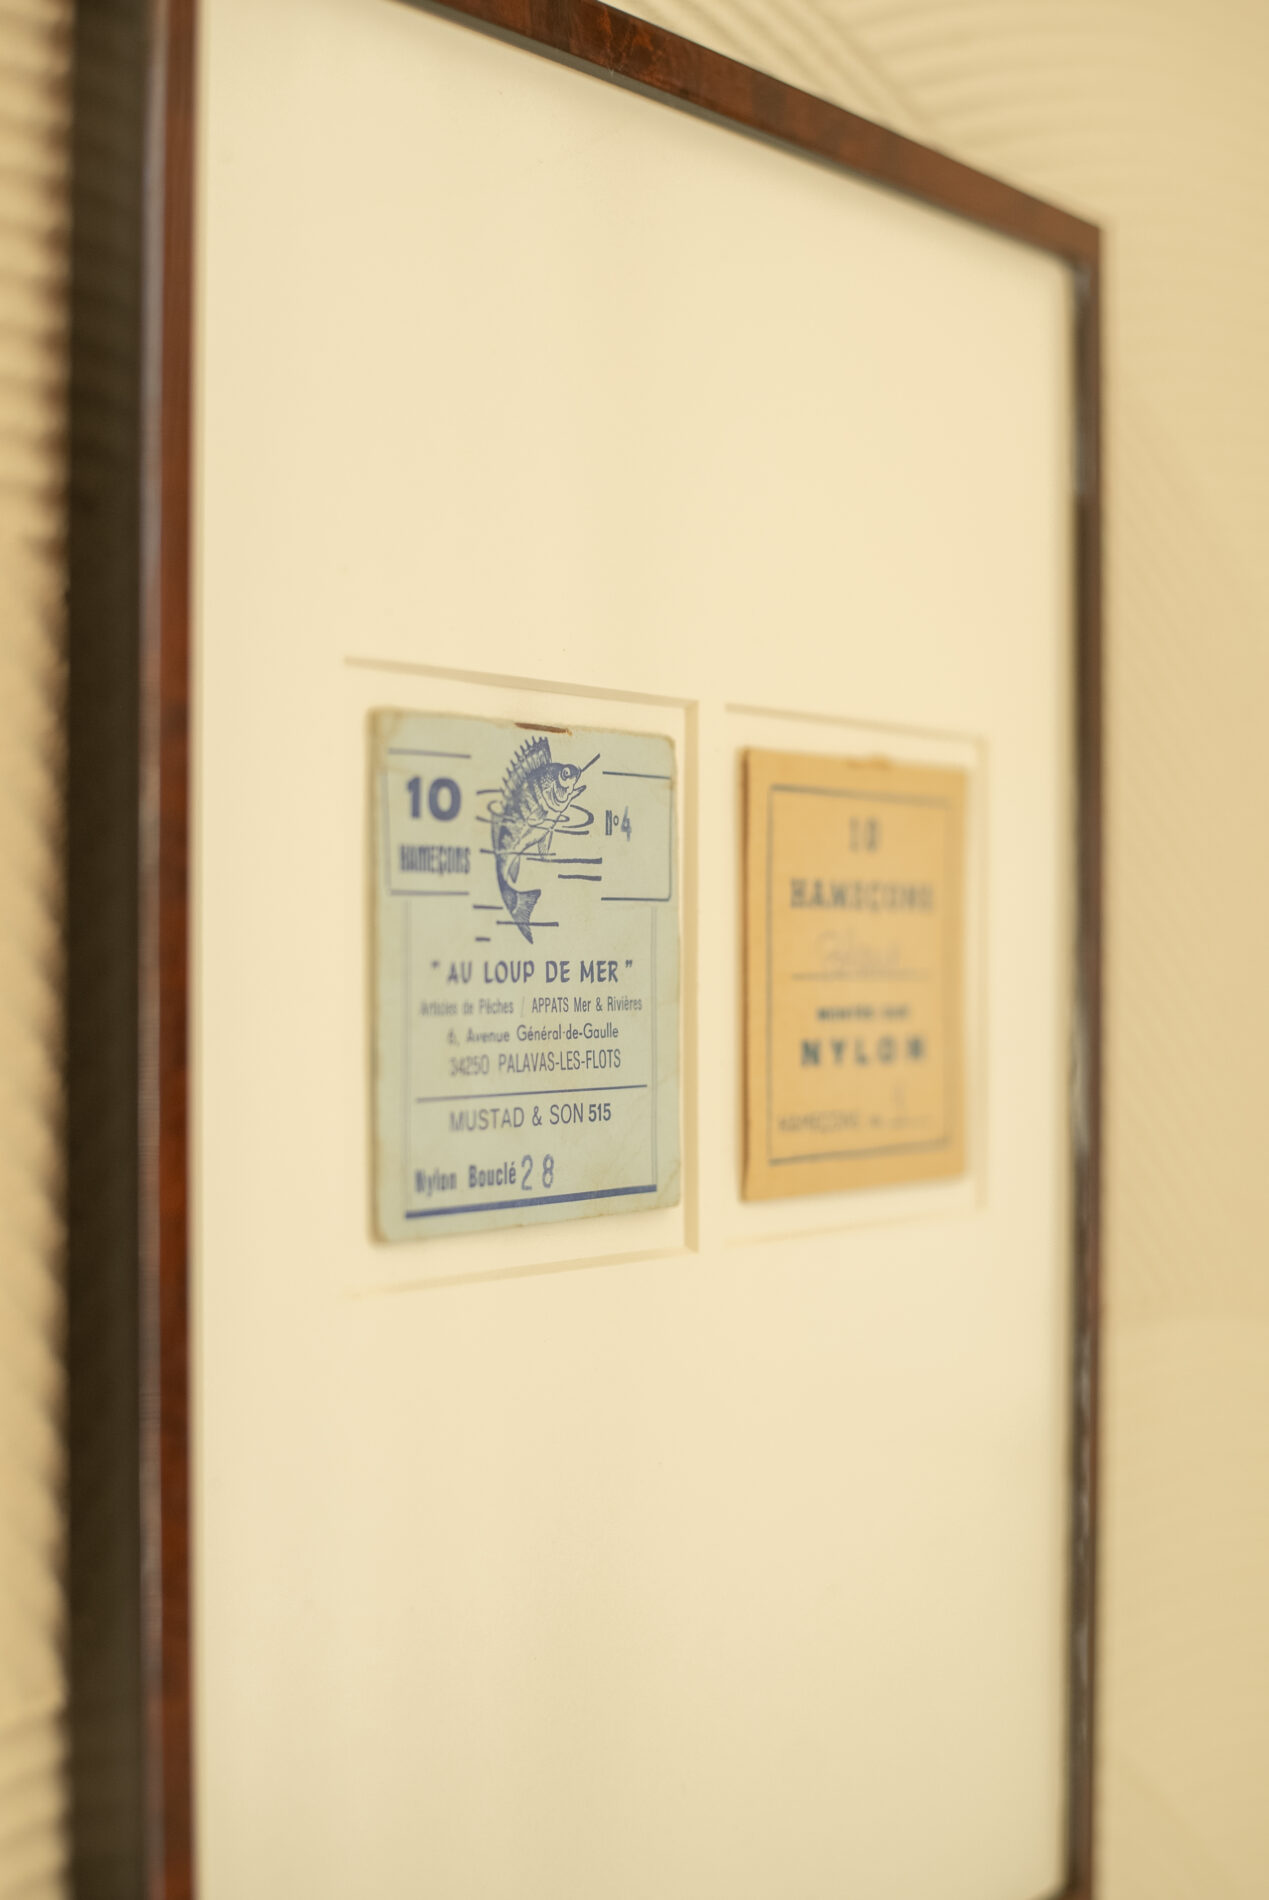 10
HAMEÇONS
N° 4
" AU LOUP DE MER "
Articles de Pêches / APPATS Mer & Rivières
6, Avenue Général-de-Gaulle
34250 PALAVAS-LES-FLOTS
MUSTAD & SON 515
Nylon Bouclé 28
10
HAMEÇONS
NYLON
HAMEÇONS